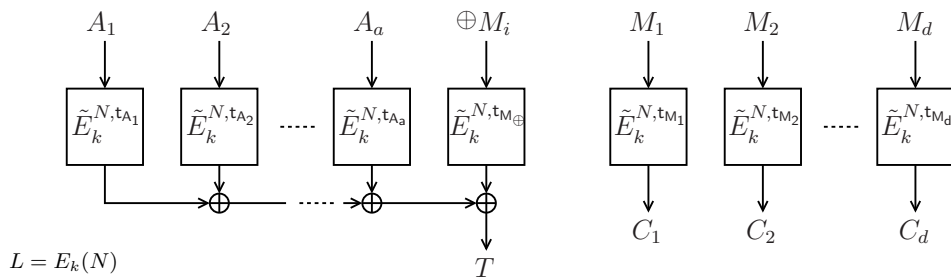 A_1 A_2 A_a ⊕M_i M_1 M_2 M_d
Ẽ_k^{N,t_{A_1}} Ẽ_k^{N,t_{A_2}} Ẽ_k^{N,t_{A_a}} Ẽ_k^{N,t_{M_⊕}} Ẽ_k^{N,t_{M_1}} Ẽ_k^{N,t_{M_2}} Ẽ_k^{N,t_{M_d}}
C_1 C_2 C_d
L = E_k(N) T